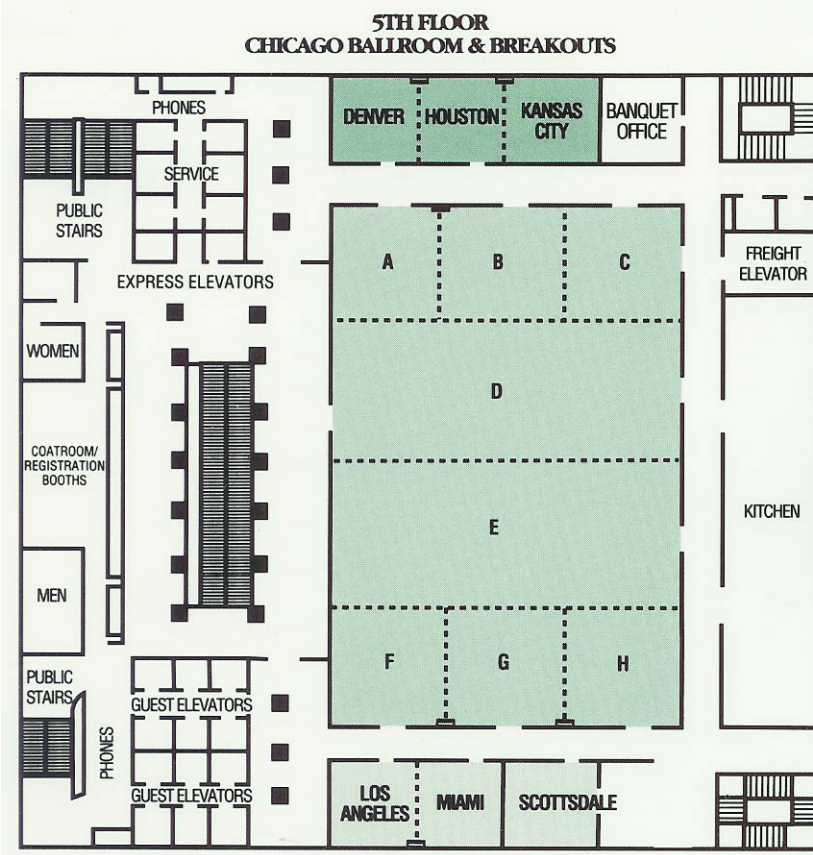 5TH FLOOR
CHICAGO BALLROOM & BREAKOUTS
PHONES
DENVER
HOUSTON
KANSAS
CITY
BANQUET
OFFICE
SERVICE
PUBLIC
STAIRS
A
B
C
FREIGHT
ELEVATOR
EXPRESS ELEVATORS
WOMEN
D
COATROOM/
REGISTRATION
BOOTHS
E
KITCHEN
MEN
F
G
H
PUBLIC
STAIRS
GUEST ELEVATORS
PHONES
GUEST ELEVATORS
LOS
ANGELES
MIAMI
SCOTTSDALE